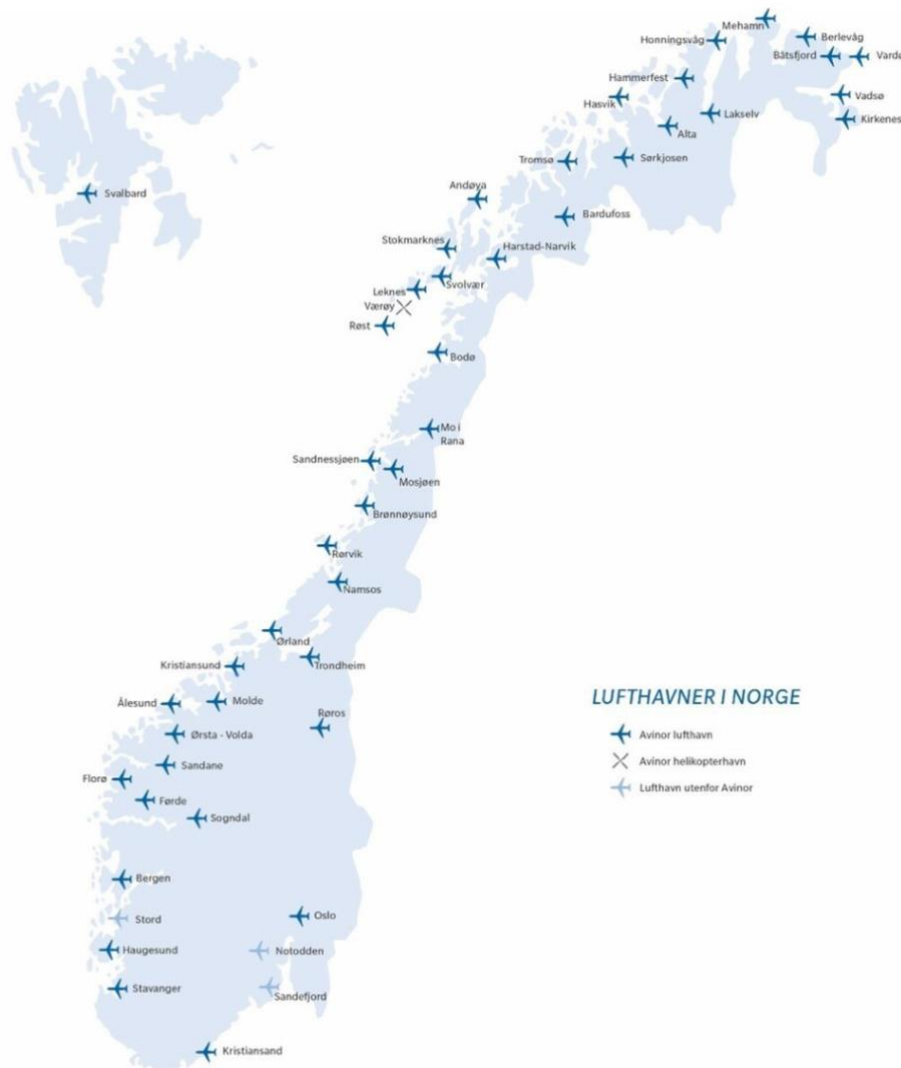 Mehamn
Honningsvåg
Berlevåg
Båtsfjord
Vardø
Hammerfest
Hasvik
Vadsø
Lakselv
Kirkenes
Alta
Tromsø
Sørkjosen
Andøya
Svalbard
Bardufoss
Stokmarknes
Harstad-Narvik
Svolvær
Leknes
Værøy
Røst
Bodø
Mo i
Rana
Sandnessjøen
Mosjøen
Brønnøysund
Rørvik
Namsos
Ørland
Kristiansund
Trondheim
Ålesund
Molde
Røros
Ørsta - Volda
Sandane
Florø
Førde
Sogndal
LUFTHAVNER I NORGE
Avinor lufthavn
Avinor helikopterhavn
Lufthavn utenfor Avinor
Bergen
Stord
Oslo
Haugesund
Notodden
Stavanger
Sandefjord
Kristiansand